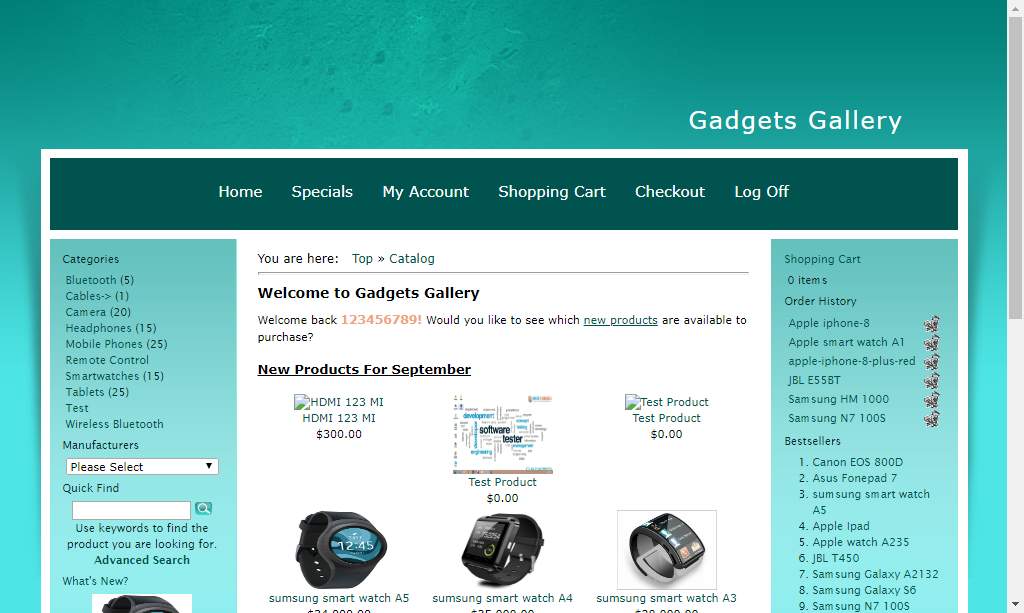 Gadgets Gallery
Home Specials My Account Shopping Cart Checkout Log Off
Categories
Bluetooth (5)
Cables-> (1)
Camera (20)
Headphones (15)
Mobile Phones (25)
Remote Control
Smartwatches (15)
Tablets (25)
Test
Wireless Bluetooth
Manufacturers
Please Select
Quick Find
Use keywords to find the
product you are looking for.
Advanced Search
What's New?
You are here: Top » Catalog
Welcome to Gadgets Gallery
Welcome back 123456789! Would you like to see which new products are available to
purchase?
New Products For September
HDMI 123 MI
HDMI 123 MI
$300.00
development
software
tester
Test Product
$0.00
Test Product
Test Product
$0.00
12:45
sumsung smart watch A5
$34,000.00
sumsung smart watch A4
sumsung smart watch A3
Shopping Cart
0 items
Order History
Apple iphone-8
Apple smart watch A1
apple-iphone-8-plus-red
JBL E55BT
Samsung HM 1000
Samsung N7 100S
Bestsellers
1. Canon EOS 800D
2. Asus Fonepad 7
3. sumsung smart watch
A5
4. Apple Ipad
5. Apple watch A235
6. JBL T450
7. Samsung Galaxy A2132
8. Samsung Galaxy S6
9. Samsung N7 100S